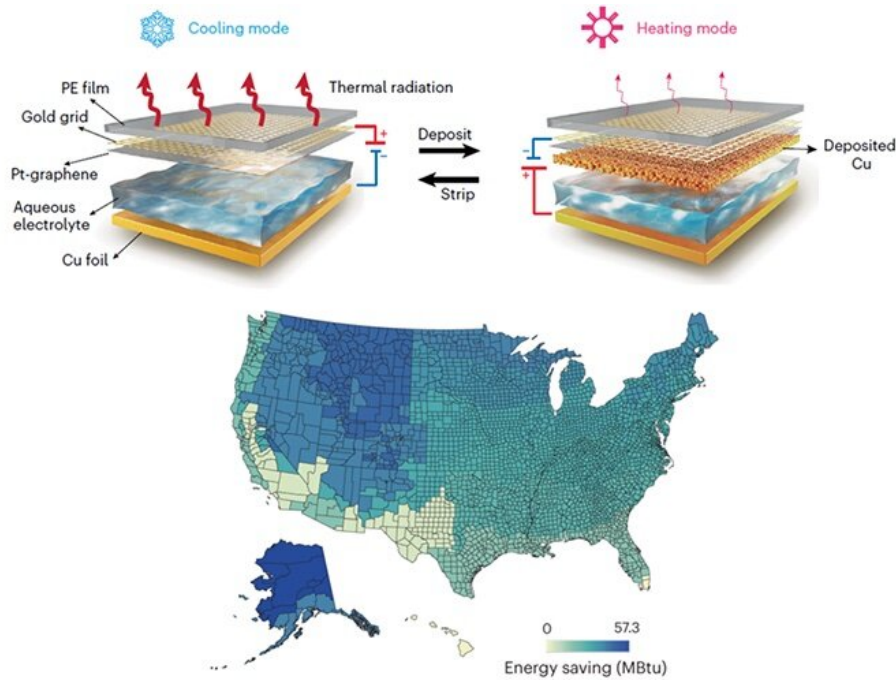 Cooling mode
Heating mode
PE film
Gold grid
Pt-graphene
Aqueous
electrolyte
Cu foil
Thermal radiation
+
−
Deposit
Strip
−
+
Deposited
Cu
0
57.3
Energy saving (MBtu)